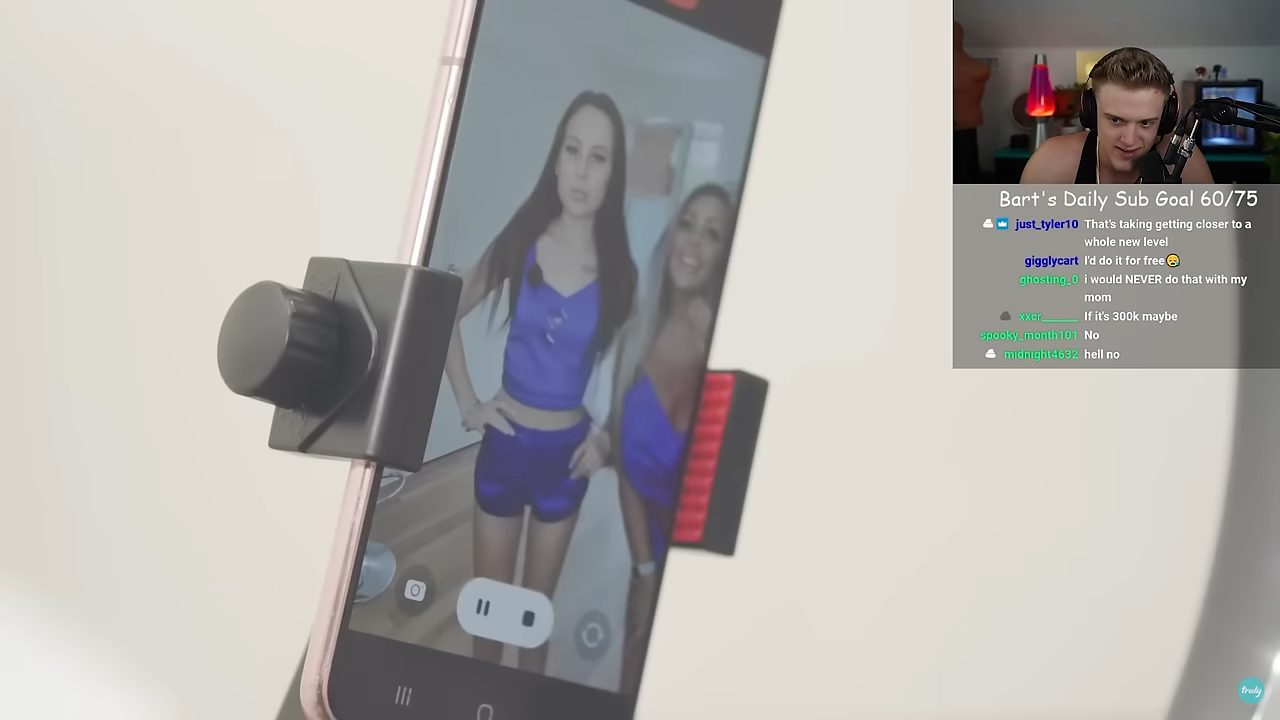 Bart's Daily Sub Goal 60/75
just_tyler10 That's taking getting closer to a
whole new level
gigglycart I'd do it for free😪
ghosting_0 i would NEVER do that with my
mom
xxcr______ If it's 300k maybe
spooky_month101 No
midnight4632 hell no
truly